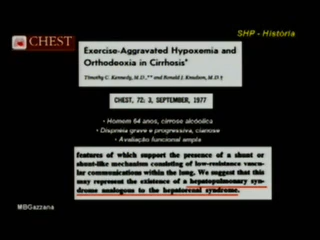 CHEST
SHP - História
Exercise-Aggravated Hypoxemia and
Orthodeoxia in Cirrhosis*
Timothy C. Kennedy, M.D.,** and Ronald J. Knudson, M.D.†
CHEST, 72: 3, SEPTEMBER, 1977
• Homem 64 anos, cirrose alcóolica
• Dispnéia grave e progressiva, cianose
• Avaliação funcional ampla
features of which support the presence of a shunt or
shunt-like mechanism consisting of low-resistance vascu-
lar communications within the lung. We suggest that this
may represent the existence of a hepatopulmonary syn-
drome analogous to the hepatorenal syndrome.
MBGazzana